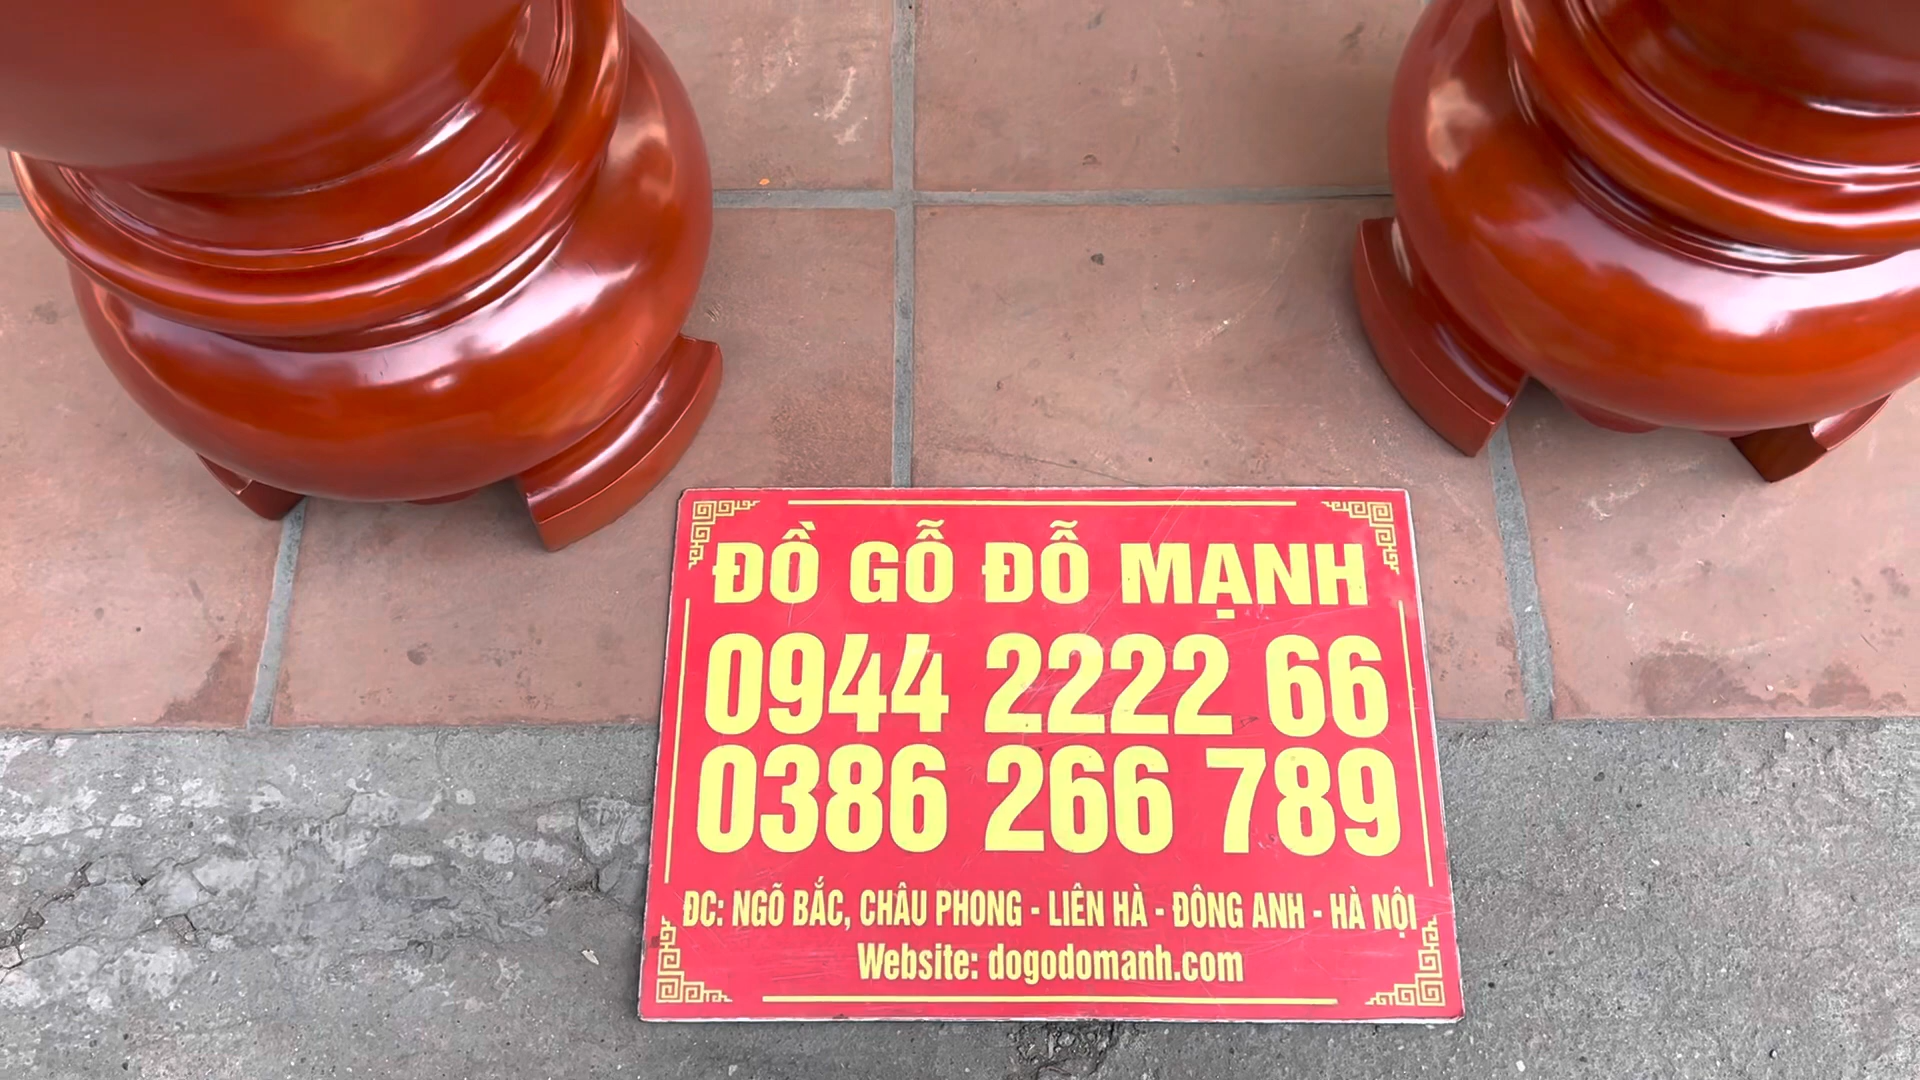 ĐỒ GỖ ĐỖ MẠNH
0944 2222 66
0386 266 789
ĐC: NGÕ BẮC, CHÂU PHONG - LIÊN HÀ - ĐÔNG ANH - HÀ NỘI
Website: dogodomanh.com